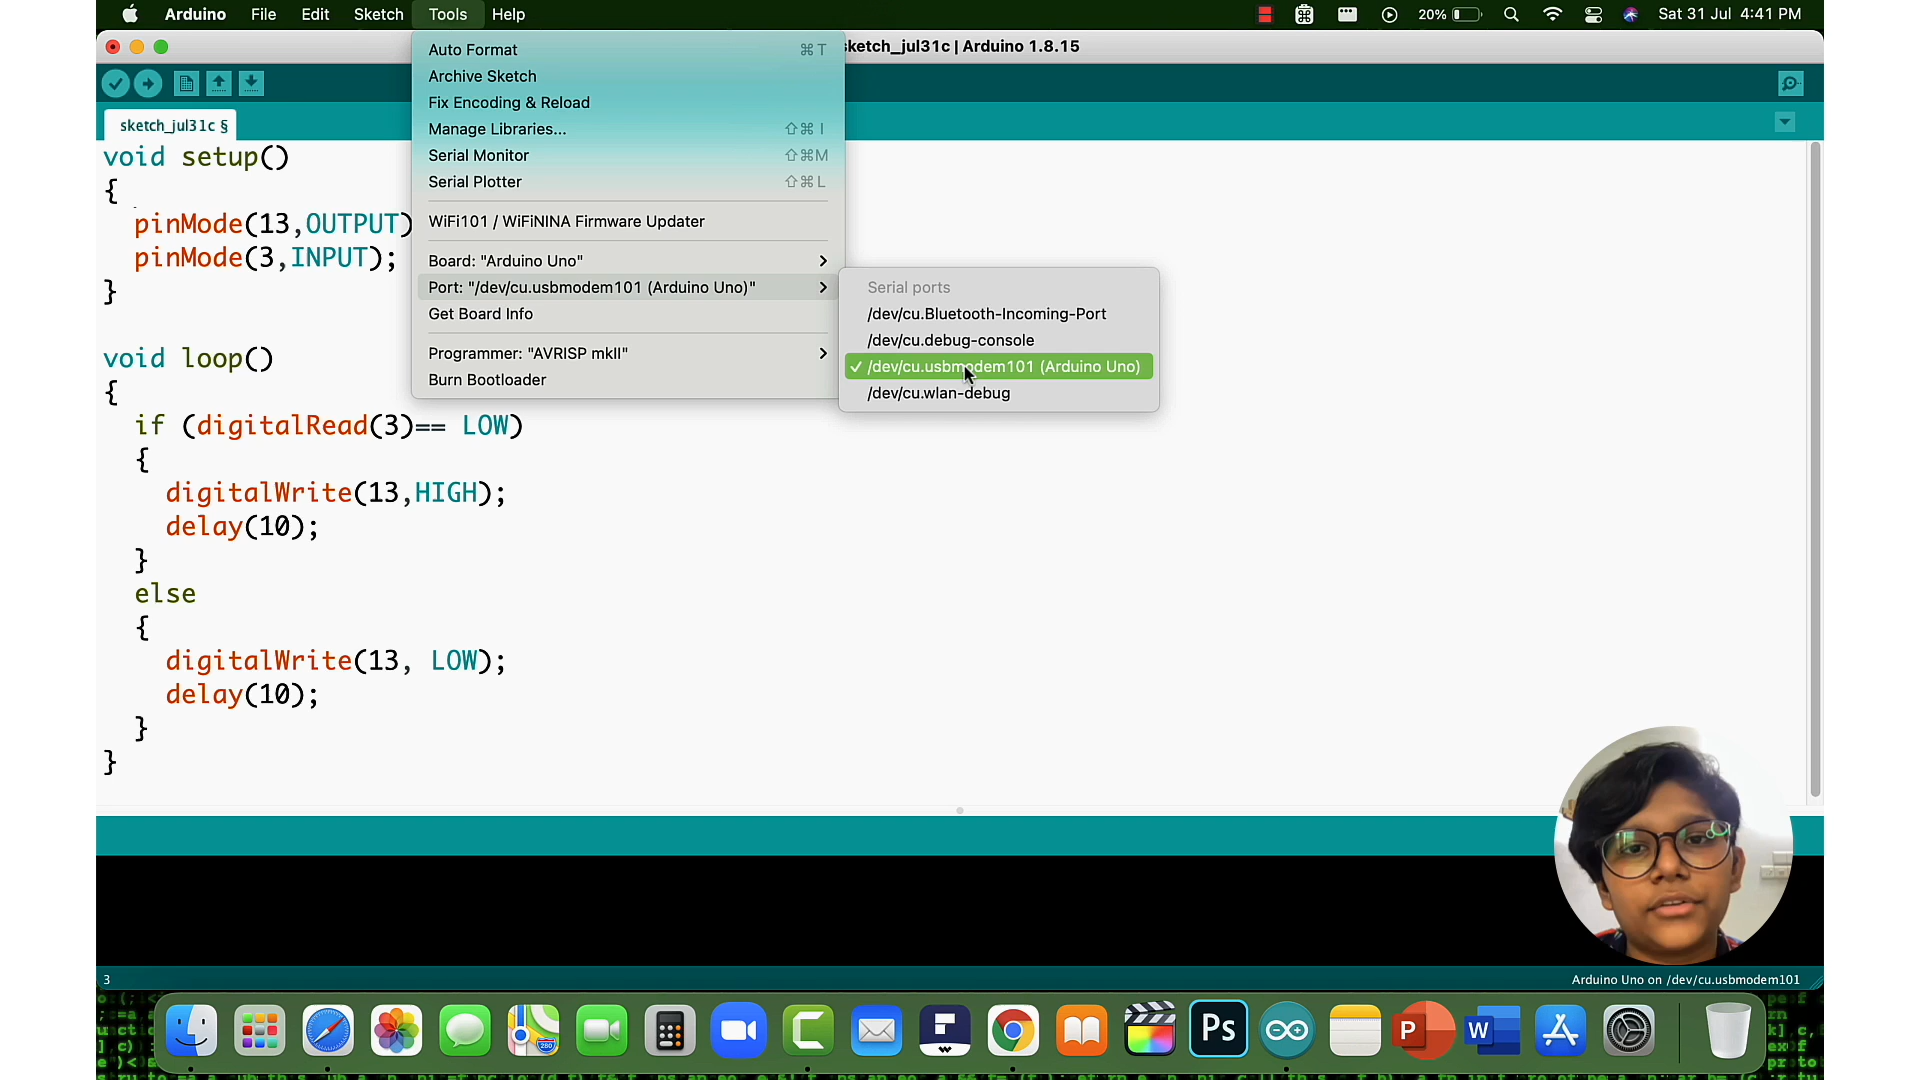 Arduino File Edit Sketch Tools Help
20%
Sat 31 Jul 4:41 PM
sketch_jul31c | Arduino 1.8.15
Auto Format ⌘T
Archive Sketch
Fix Encoding & Reload
Manage Libraries... ⇧⌘I
Serial Monitor ⇧⌘M
Serial Plotter ⇧⌘L
WiFi101 / WiFiNINA Firmware Updater
Board: "Arduino Uno"
Port: "/dev/cu.usbmodem101 (Arduino Uno)"
Get Board Info
Programmer: "AVRISP mkII"
Burn Bootloader
Serial ports
/dev/cu.Bluetooth-Incoming-Port
/dev/cu.debug-console
✓ /dev/cu.usbmodem101 (Arduino Uno)
/dev/cu.wlan-debug
sketch_jul31c §
void setup()
{
pinMode(13,OUTPUT)
pinMode(3,INPUT);
}
void loop()
{
if (digitalRead(3)== LOW)
{
digitalWrite(13,HIGH);
delay(10);
}
else
{
digitalWrite(13, LOW);
delay(10);
}
}
3
Arduino Uno on /dev/cu.usbmodem101
280
Ps
P
W